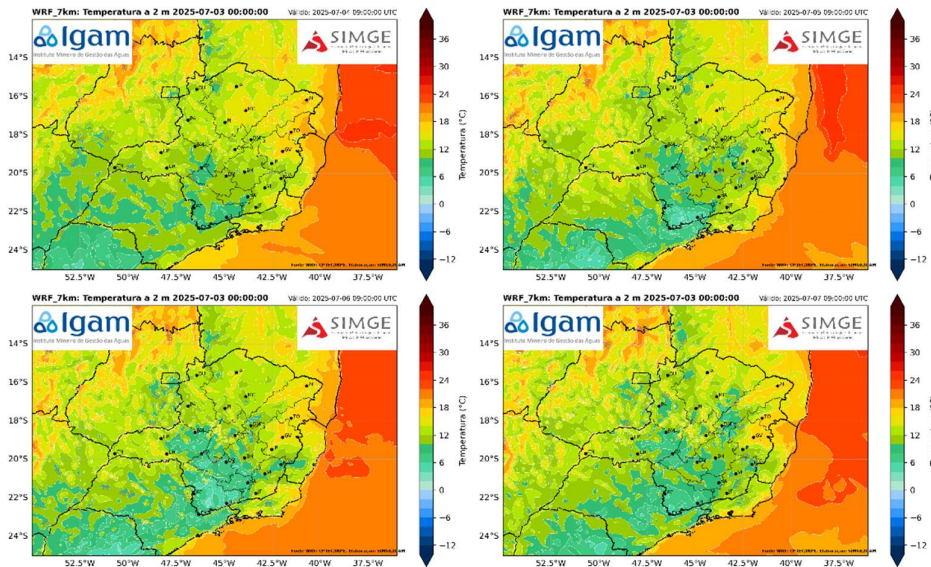 WRF_7km: Temperatura a 2 m 2025-07-03 00:00:00 Válido: 2025-07-04 09:00:00 UTC
Igam
Instituto Mineiro de Gestão das Águas
SIMGE
14°S
16°S
18°S
20°S
22°S
24°S
52.5°W 50°W 47.5°W 45°W 42.5°W 40°W 37.5°W
36
30
24
18
12
6
0
−6
−12
Temperatura (°C)
WRF_7km: Temperatura a 2 m 2025-07-03 00:00:00 Válido: 2025-07-05 09:00:00 UTC
Igam
Instituto Mineiro de Gestão das Águas
SIMGE
14°S
16°S
18°S
20°S
22°S
24°S
52.5°W 50°W 47.5°W 45°W 42.5°W 40°W 37.5°W
36
30
24
18
12
6
0
−6
−12
WRF_7km: Temperatura a 2 m 2025-07-03 00:00:00 Válido: 2025-07-06 09:00:00 UTC
Igam
Instituto Mineiro de Gestão das Águas
SIMGE
14°S
16°S
18°S
20°S
22°S
24°S
52.5°W 50°W 47.5°W 45°W 42.5°W 40°W 37.5°W
36
30
24
18
12
6
0
−6
−12
Temperatura (°C)
WRF_7km: Temperatura a 2 m 2025-07-03 00:00:00 Válido: 2025-07-07 09:00:00 UTC
Igam
Instituto Mineiro de Gestão das Águas
SIMGE
14°S
16°S
18°S
20°S
22°S
24°S
52.5°W 50°W 47.5°W 45°W 42.5°W 40°W 37.5°W
36
30
24
18
12
6
0
−6
−12